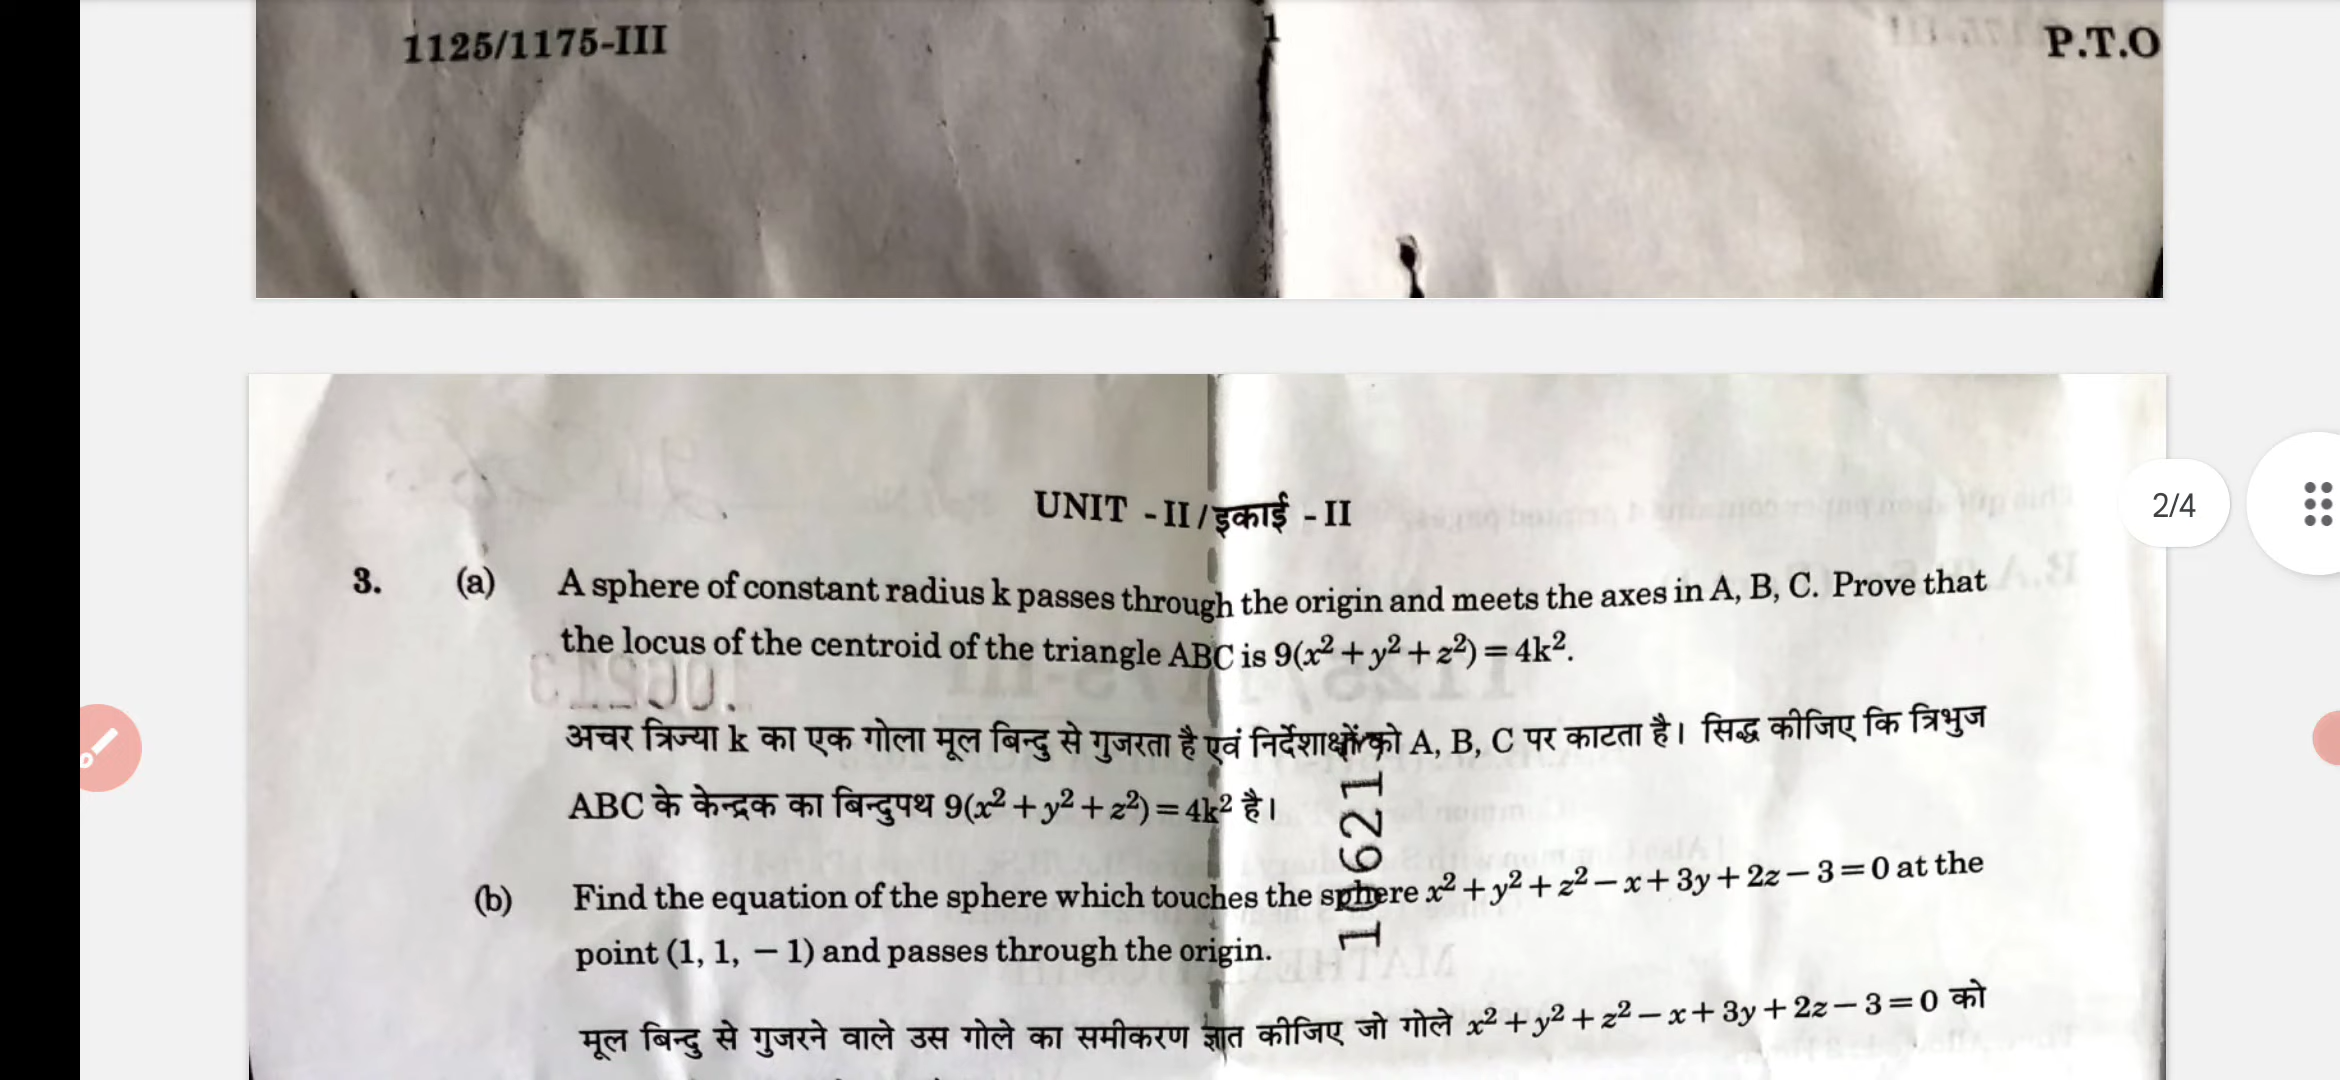 1125/1175-III
1
P.T.O
2/4
UNIT - II / इकाई - II
3. (a) A sphere of constant radius k passes through the origin and meets the axes in A, B, C. Prove that
the locus of the centroid of the triangle ABC is 9(x² + y² + z²) = 4k².
अचर त्रिज्या k का एक गोला मूल बिन्दु से गुजरता है एवं निर्देशाक्षों को A, B, C पर काटता है। सिद्ध कीजिए कि त्रिभुज
ABC के केन्द्रक का बिन्दुपथ 9(x² + y² + z²) = 4k² है।
10621
(b) Find the equation of the sphere which touches the sphere x² + y² + z² – x + 3y + 2z – 3 = 0 at the
point (1, 1, – 1) and passes through the origin.
मूल बिन्दु से गुजरने वाले उस गोले का समीकरण ज्ञात कीजिए जो गोले x² + y² + z² – x + 3y + 2z – 3 = 0 को